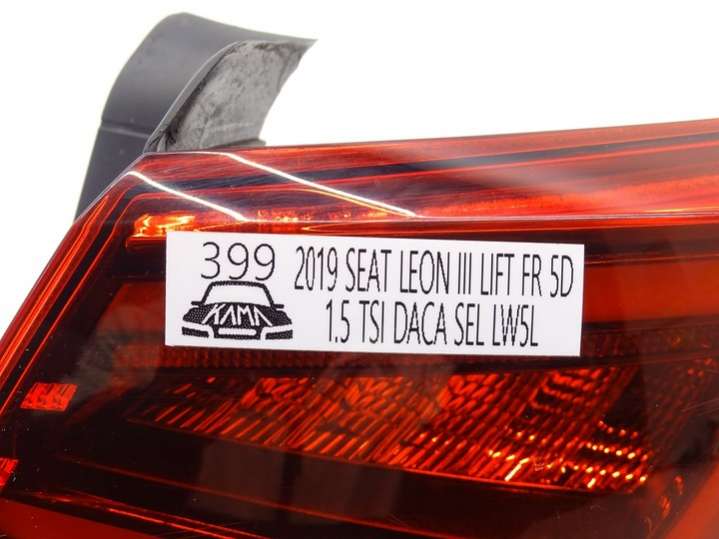 399
KAMA
2019 SEAT LEON III LIFT FR 5D
1.5 TSI DACA SEL LW5L